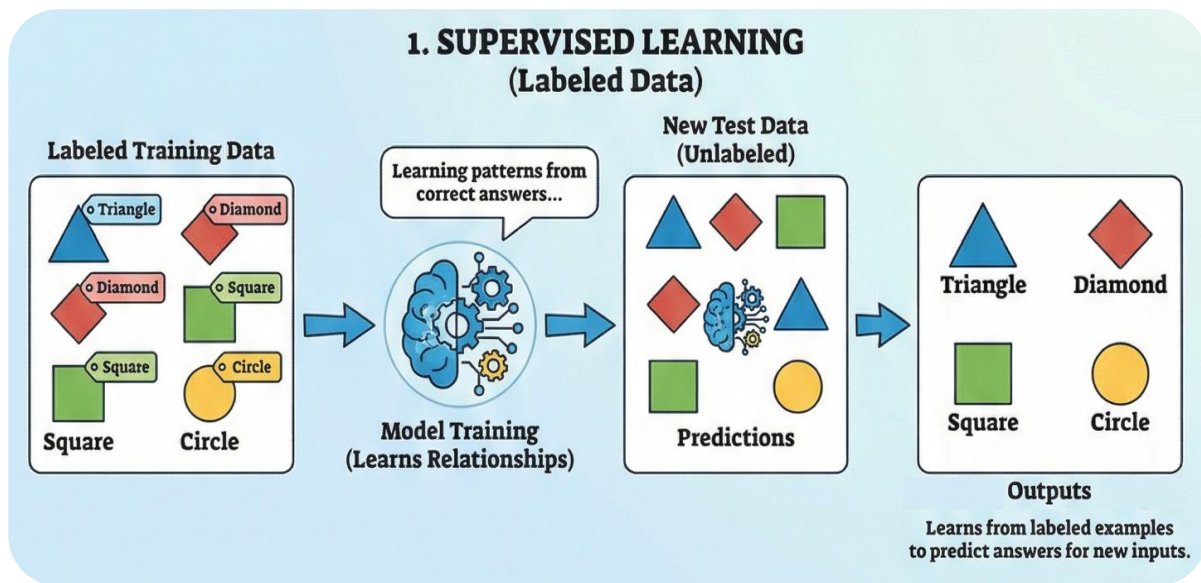 1. SUPERVISED LEARNING
(Labeled Data)
Labeled Training Data
Triangle
Diamond
Diamond
Square
Square
Circle
Square
Circle
Learning patterns from
correct answers...
Model Training
(Learns Relationships)
New Test Data
(Unlabeled)
Predictions
Triangle
Diamond
Square
Circle
Outputs
Learns from labeled examples
to predict answers for new inputs.